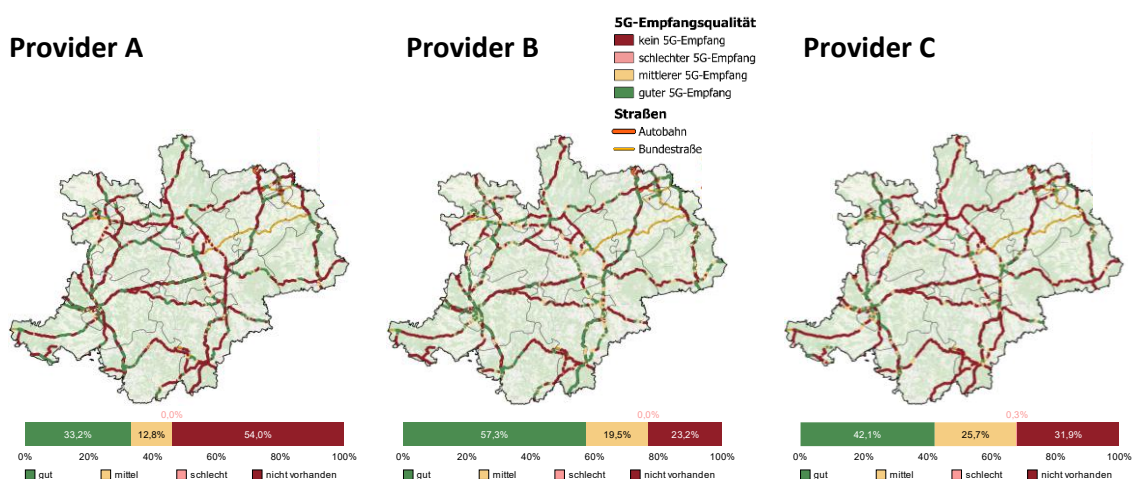 Provider A
Provider B
Provider C
5G-Empfangsqualität
kein 5G-Empfang
schlechter 5G-Empfang
mittlerer 5G-Empfang
guter 5G-Empfang
Straßen
Autobahn
Bundestraße
0,0%
33,2% 12,8% 54,0%
0% 20% 40% 60% 80% 100%
gut mittel schlecht nicht vorhanden
0,0%
57,3% 19,5% 23,2%
0% 20% 40% 60% 80% 100%
gut mittel schlecht nicht vorhanden
0,3%
42,1% 25,7% 31,9%
0% 20% 40% 60% 80% 100%
gut mittel schlecht nicht vorhanden